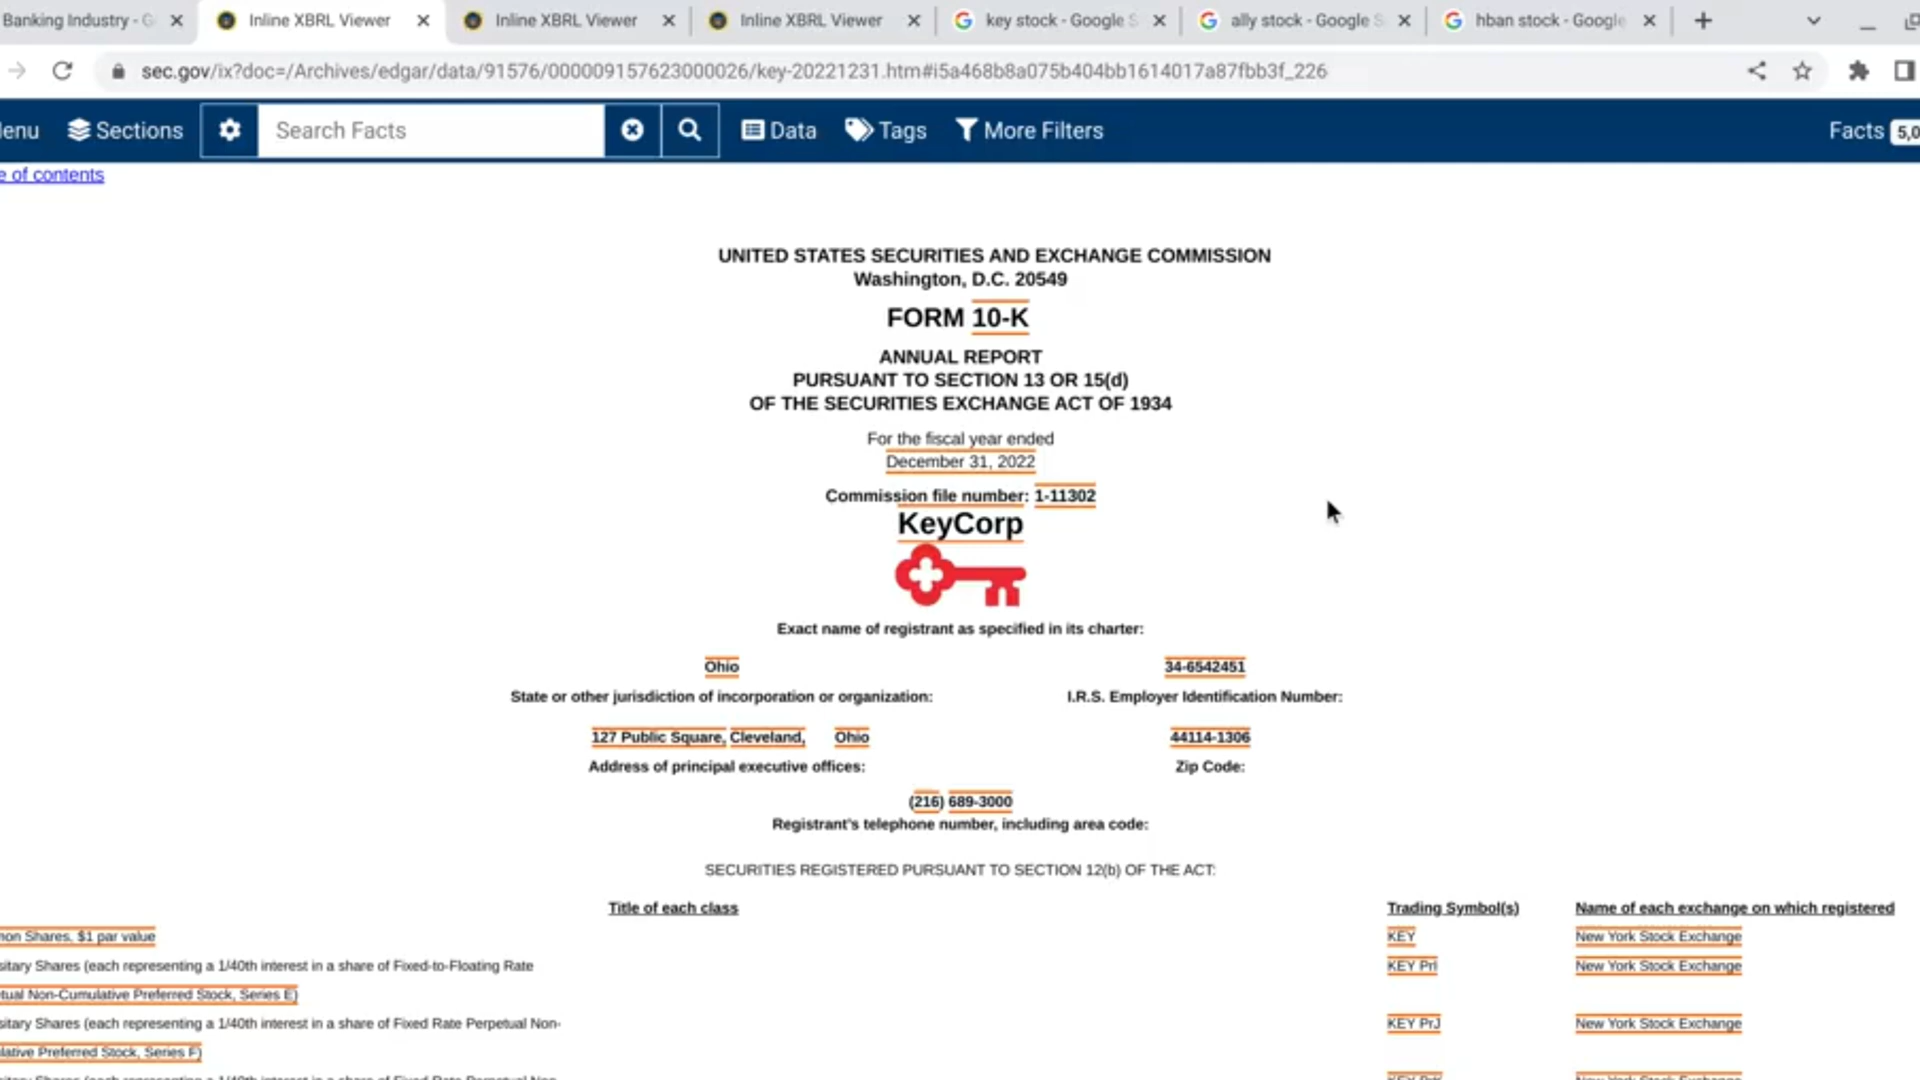 Banking Industry - G
Inline XBRL Viewer
Inline XBRL Viewer
Inline XBRL Viewer
key stock - Google S
ally stock - Google S
hban stock - Google
sec.gov/ix?doc=/Archives/edgar/data/91576/000009157623000026/key-20221231.htm#i5a468b8a075b404bb1614017a87fbb3f_226
enu Sections Search Facts Data Tags More Filters Facts 5,0
e of contents
UNITED STATES SECURITIES AND EXCHANGE COMMISSION
Washington, D.C. 20549
FORM 10-K
ANNUAL REPORT
PURSUANT TO SECTION 13 OR 15(d)
OF THE SECURITIES EXCHANGE ACT OF 1934
For the fiscal year ended
December 31, 2022
Commission file number: 1-11302
KeyCorp
Exact name of registrant as specified in its charter:
Ohio 34-6542451
State or other jurisdiction of incorporation or organization: I.R.S. Employer Identification Number:
127 Public Square, Cleveland, Ohio 44114-1306
Address of principal executive offices: Zip Code:
(216) 689-3000
Registrant's telephone number, including area code:
SECURITIES REGISTERED PURSUANT TO SECTION 12(b) OF THE ACT:
Title of each class Trading Symbol(s) Name of each exchange on which registered
non Shares, $1 par value KEY New York Stock Exchange
sitary Shares (each representing a 1/40th interest in a share of Fixed-to-Floating Rate KEY PrI New York Stock Exchange
tual Non-Cumulative Preferred Stock, Series E)
sitary Shares (each representing a 1/40th interest in a share of Fixed Rate Perpetual Non- KEY PrJ New York Stock Exchange
lative Preferred Stock, Series F)